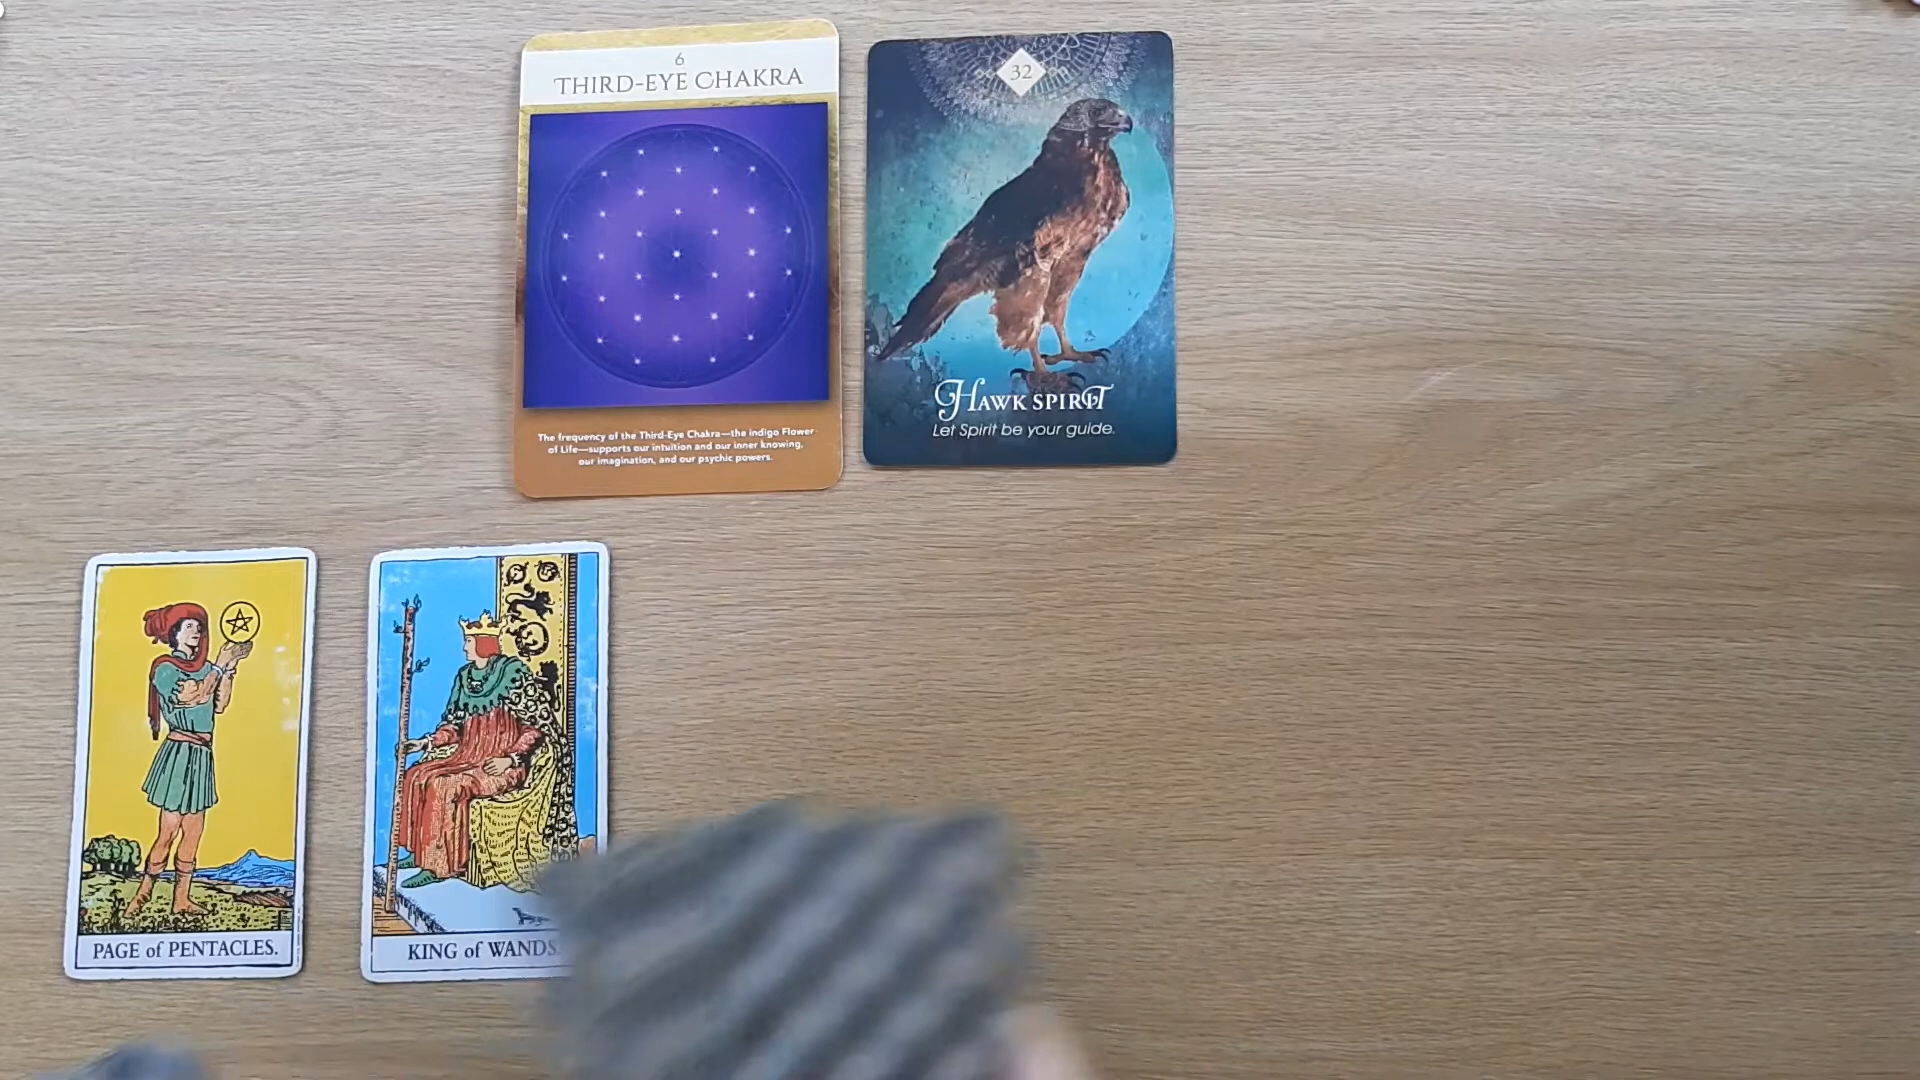 6
THIRD-EYE CHAKRA
The frequency of the Third-Eye Chakra—the indigo Flower
of Life—supports our intuition and our inner knowing,
our imagination, and our psychic powers.
32
HAWK SPIRIT
Let Spirit be your guide.
PAGE of PENTACLES.
KING of WANDS.